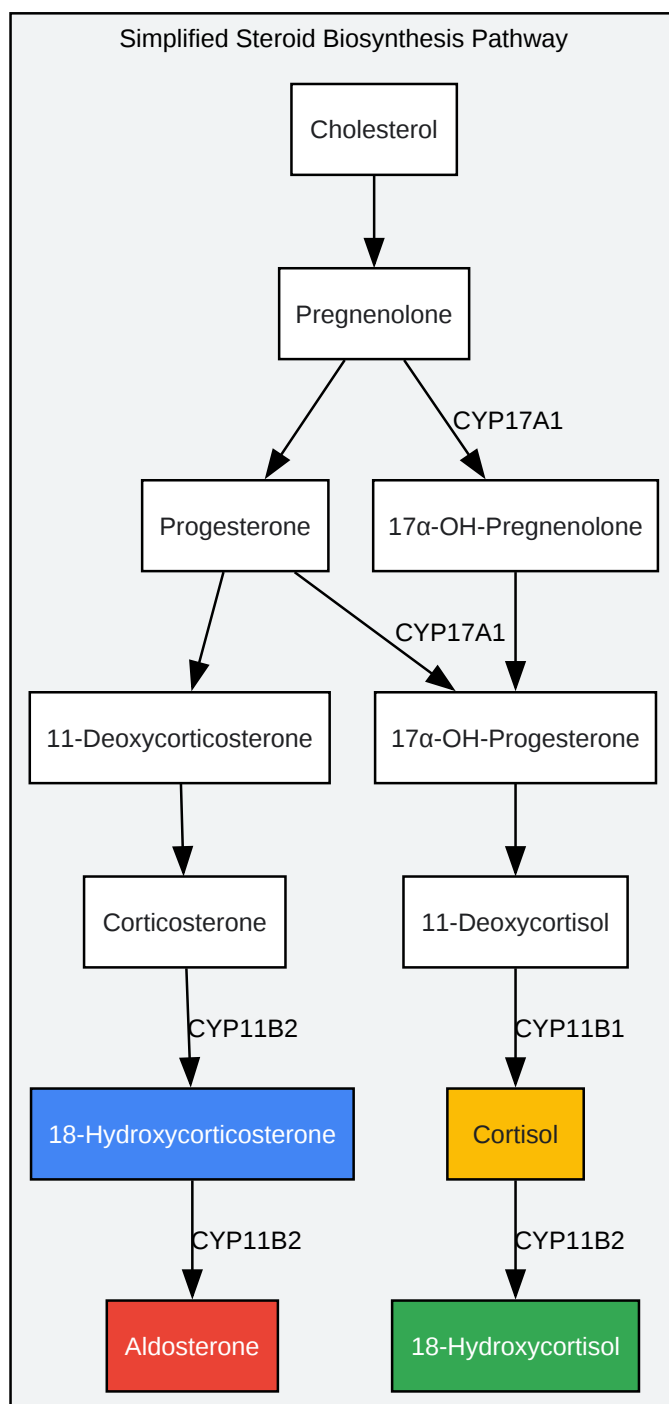 Simplified Steroid Biosynthesis Pathway
Cholesterol
Pregnenolone
CYP17A1
Progesterone
17α-OH-Pregnenolone
CYP17A1
11-Deoxycorticosterone
17α-OH-Progesterone
Corticosterone
11-Deoxycortisol
CYP11B2
CYP11B1
18-Hydroxycorticosterone
Cortisol
CYP11B2
CYP11B2
Aldosterone
18-Hydroxycortisol